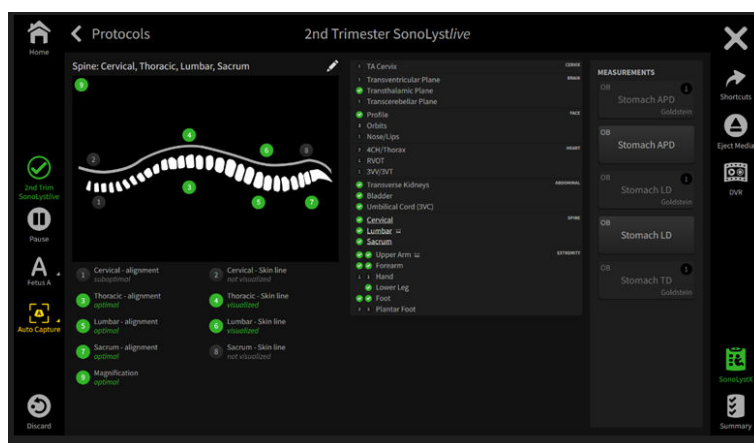 Home
Protocols
2nd Trimester SonoLystlive
Spine: Cervical, Thoracic, Lumbar, Sacrum
9
4
2
6
8
1
3
5
7
1 Cervical - alignment
suboptimal
2 Cervical - Skin line
not visualized
3 Thoracic - alignment
optimal
4 Thoracic - Skin line
visualized
5 Lumbar - alignment
optimal
6 Lumbar - Skin line
visualized
7 Sacrum - alignment
optimal
8 Sacrum - Skin line
not visualized
9 Magnification
optimal
2nd Trim
SonoLystlive
Pause
A
Fetus A
Auto Capture
Discard
TA Cervix CERVIX
Transventricular Plane BRAIN
Transthalamic Plane
Transcerebellar Plane
Profile FACE
Orbits
Nose/Lips
4CH/Thorax HEART
RVOT
3VV/3VT
Transverse Kidneys ABDOMINAL
Bladder
Umbilical Cord (3VC)
Cervical SPINE
Lumbar
Sacrum
Upper Arm EXTREMITY
Forearm
Hand
Lower Leg
Foot
Plantar Foot
MEASUREMENTS
OB 1
Stomach APD
Goldstein
OB
Stomach APD
OB 1
Stomach LD
Goldstein
OB
Stomach LD
OB 1
Stomach TD
Goldstein
Shortcuts
Eject Media
DVR
SonoLystX
Summary